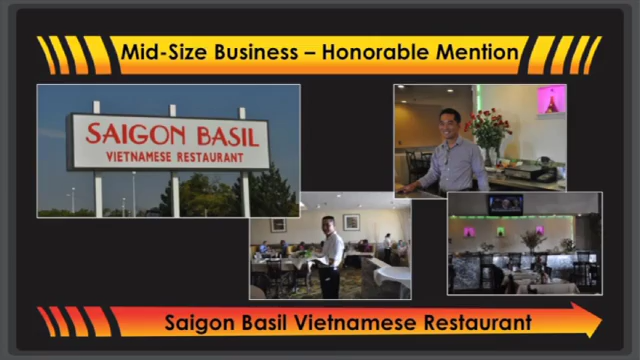 Mid-Size Business – Honorable Mention
SAIGON BASIL
VIETNAMESE RESTAURANT
Saigon Basil Vietnamese Restaurant